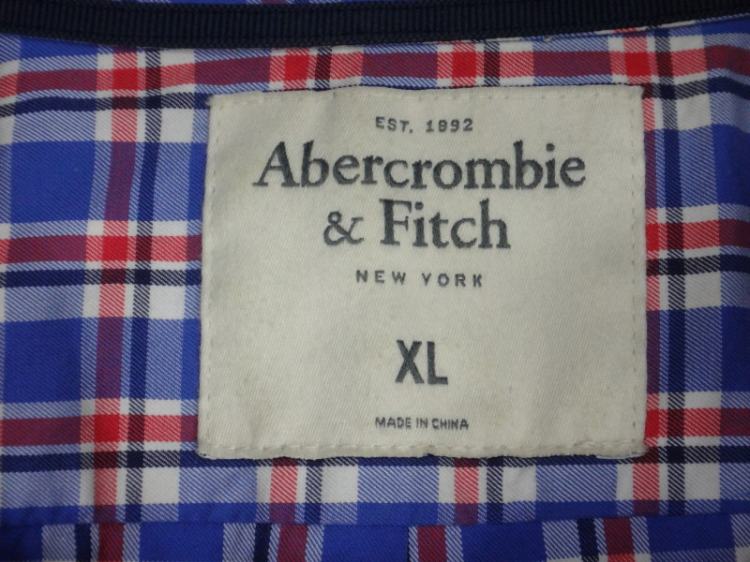 EST. 1892
Abercrombie
& Fitch
NEW YORK
XL
MADE IN CHINA